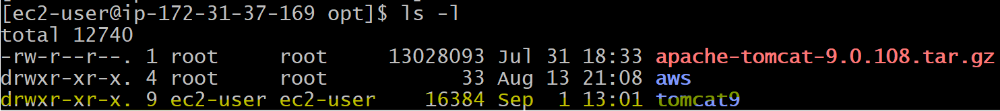 [ec2-user@ip-172-31-37-169 opt]$ ls -l
total 12740
-rw-r--r--. 1 root     root     13028093 Jul 31 18:33 apache-tomcat-9.0.108.tar.gz
drwxr-xr-x. 4 root     root           33 Aug 13 21:08 aws
drwxr-xr-x. 9 ec2-user ec2-user    16384 Sep  1 13:01 tomcat9